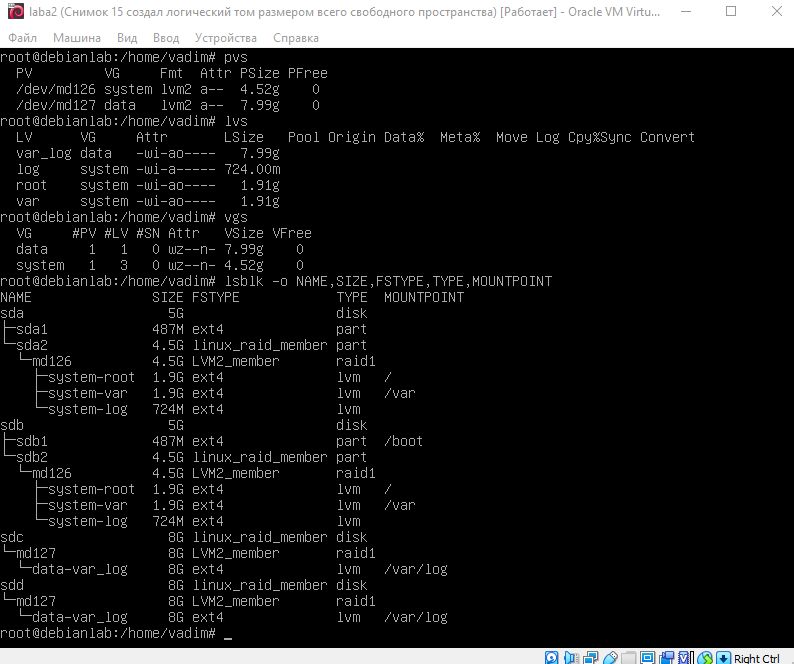 laba2 (Снимок 15 создал логический том размером всего свободного пространства) [Работает] - Oracle VM Virtu...
Файл Машина Вид Ввод Устройства Справка
root@debianlab:/home/vadim# pvs
  PV         VG     Fmt  Attr PSize PFree
  /dev/md126 system lvm2 a--  4.52g    0
  /dev/md127 data   lvm2 a--  7.99g    0
root@debianlab:/home/vadim# lvs
  LV      VG     Attr       LSize   Pool Origin Data%  Meta%  Move Log Cpy%Sync Convert
  var_log data   -wi-ao----   7.99g
  log     system -wi-a----- 724.00m
  root    system -wi-ao----   1.91g
  var     system -wi-ao----   1.91g
root@debianlab:/home/vadim# vgs
  VG     #PV #LV #SN Attr   VSize VFree
  data     1   1   0 wz--n- 7.99g    0
  system   1   3   0 wz--n- 4.52g    0
root@debianlab:/home/vadim# lsblk -o NAME,SIZE,FSTYPE,TYPE,MOUNTPOINT
NAME               SIZE FSTYPE            TYPE  MOUNTPOINT
sda                  5G                   disk
├─sda1             487M ext4              part
└─sda2             4.5G linux_raid_member part
  └─md126          4.5G LVM2_member       raid1
    ├─system-root  1.9G ext4              lvm   /
    ├─system-var   1.9G ext4              lvm   /var
    └─system-log   724M ext4              lvm
sdb                  5G                   disk
├─sdb1             487M ext4              part  /boot
└─sdb2             4.5G linux_raid_member part
  └─md126          4.5G LVM2_member       raid1
    ├─system-root  1.9G ext4              lvm   /
    ├─system-var   1.9G ext4              lvm   /var
    └─system-log   724M ext4              lvm
sdc                  8G linux_raid_member disk
└─md127              8G LVM2_member       raid1
  └─data-var_log     8G ext4              lvm   /var/log
sdd                  8G linux_raid_member disk
└─md127              8G LVM2_member       raid1
  └─data-var_log     8G ext4              lvm   /var/log
root@debianlab:/home/vadim# _
Right Ctrl